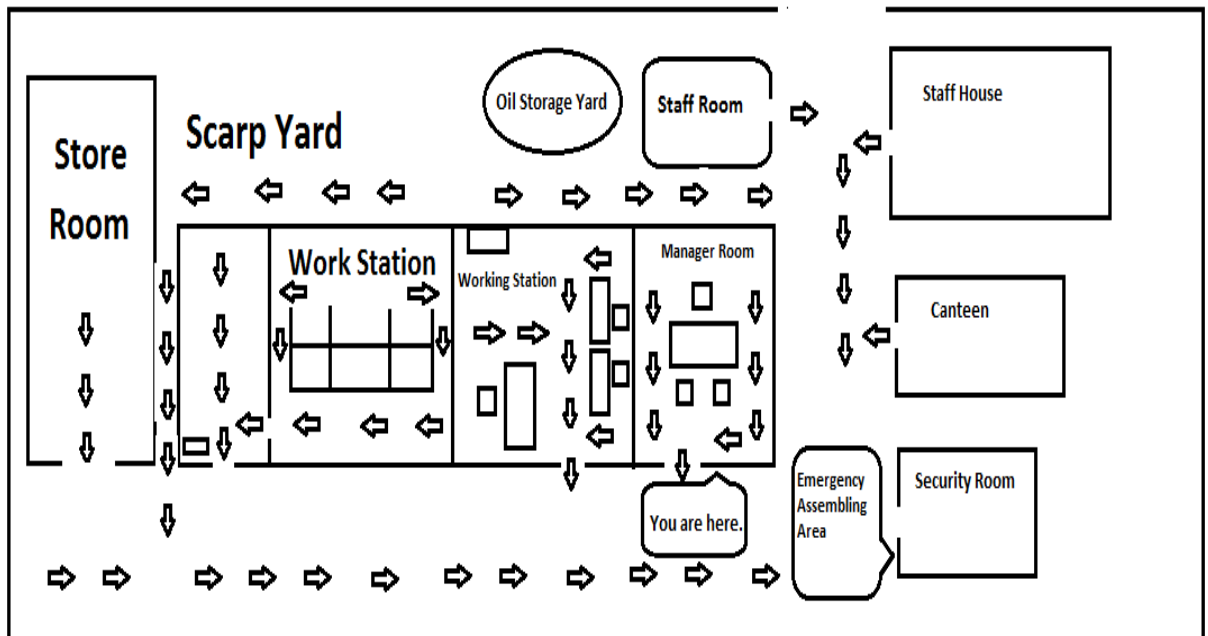 Oil Storage Yard
Staff Room
Staff House
Scarp Yard
Store
Room
Work Station
Working Station
Manager Room
Canteen
You are here.
Emergency
Assembling
Area
Security Room